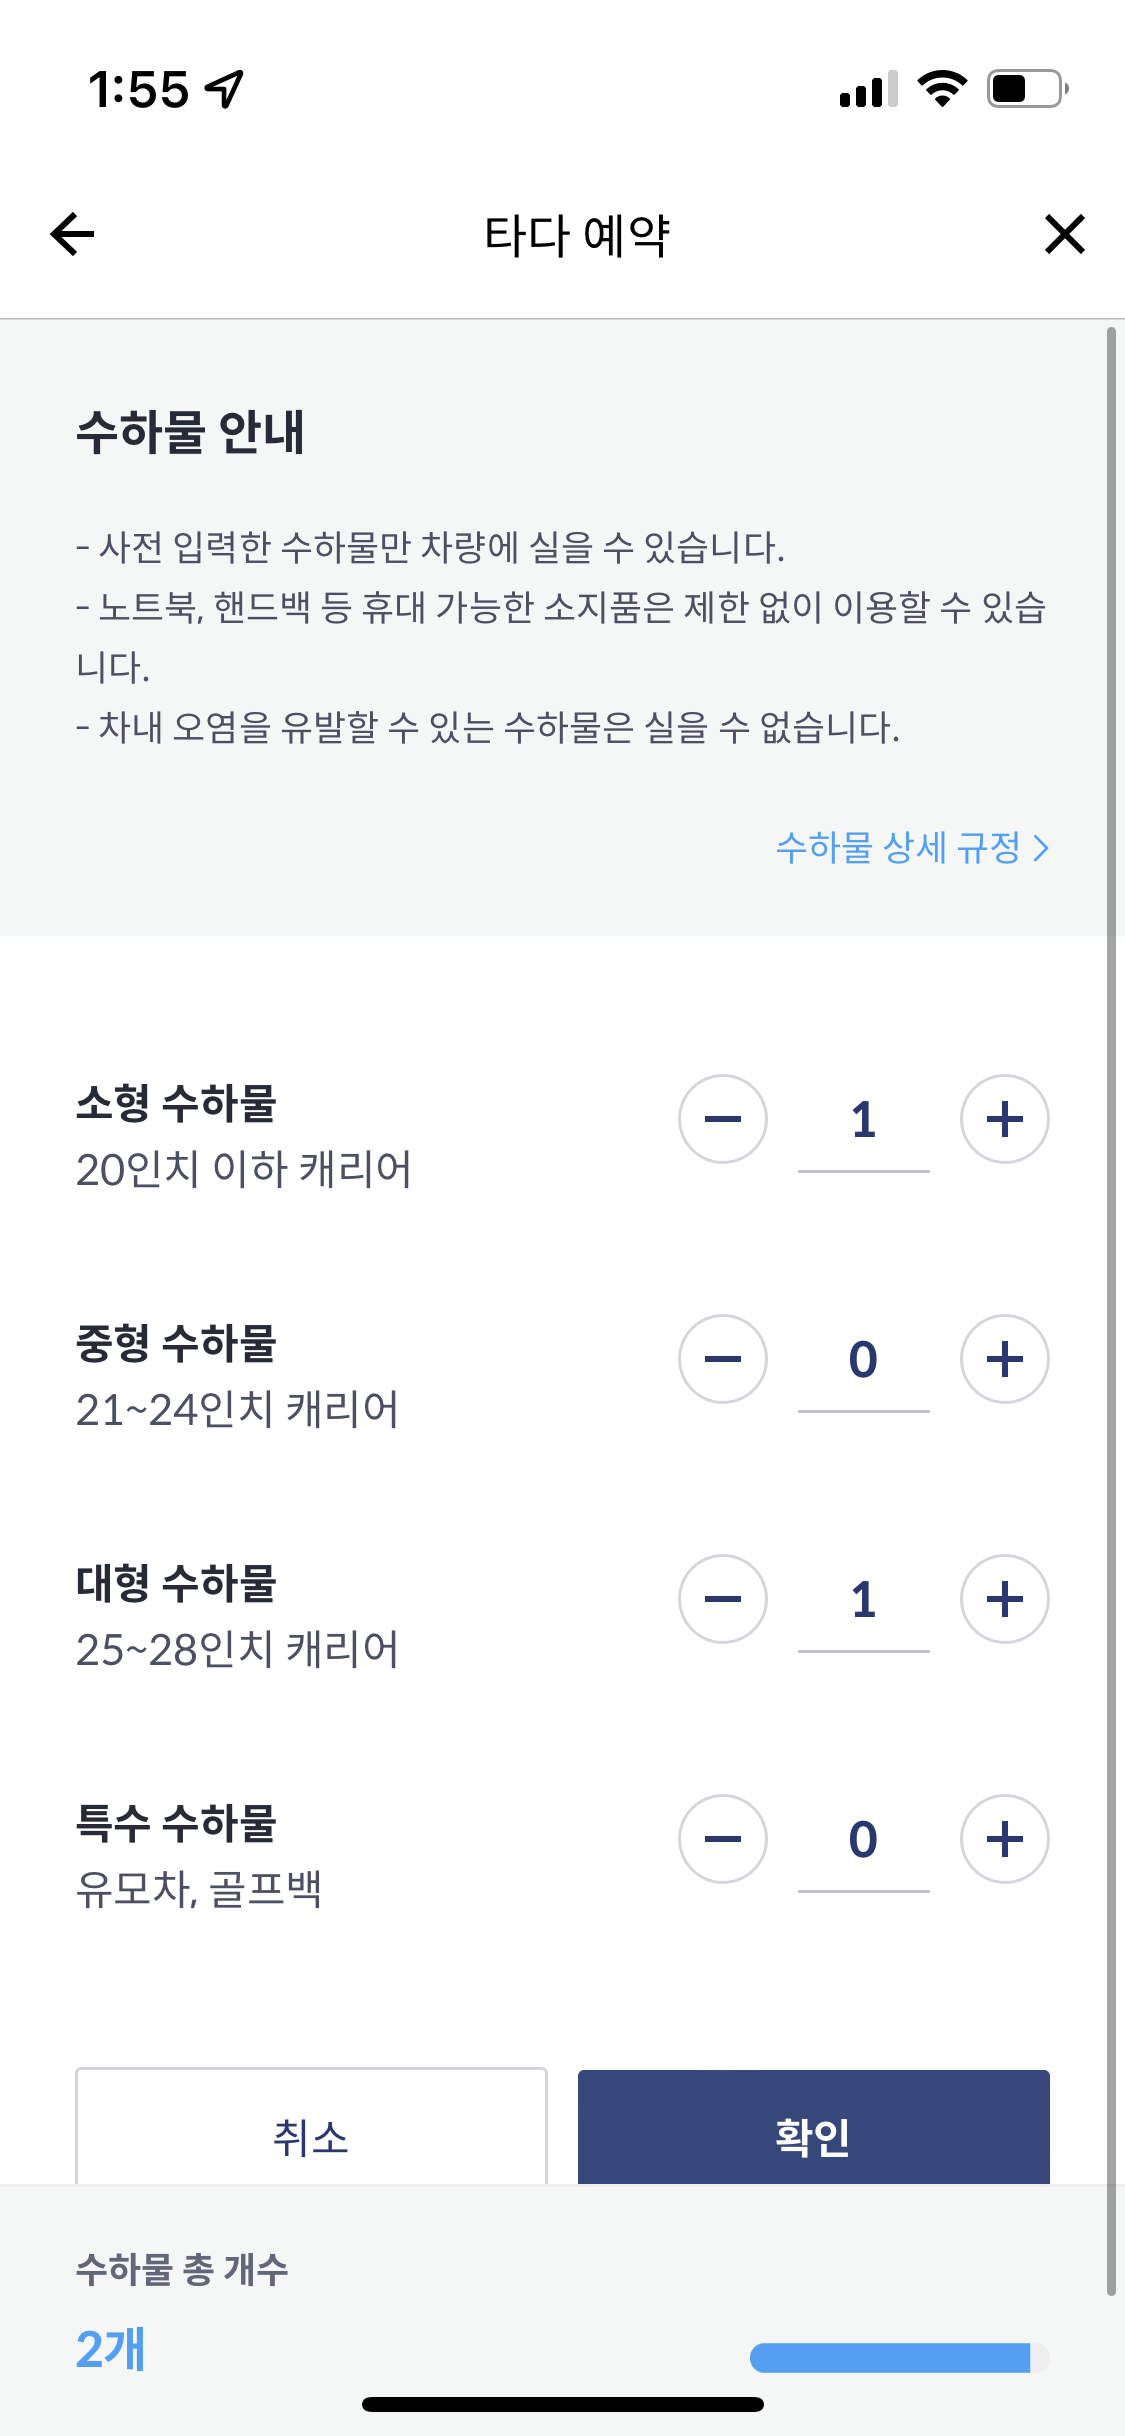 1:55
타다 예약
수하물 안내
- 사전 입력한 수하물만 차량에 실을 수 있습니다.
- 노트북, 핸드백 등 휴대 가능한 소지품은 제한 없이 이용할 수 있습
니다.
- 차내 오염을 유발할 수 있는 수하물은 실을 수 없습니다.
수하물 상세 규정 >
소형 수하물
20인치 이하 캐리어
1
중형 수하물
21~24인치 캐리어
0
대형 수하물
25~28인치 캐리어
1
특수 수하물
유모차, 골프백
0
취소
확인
수하물 총 개수
2개